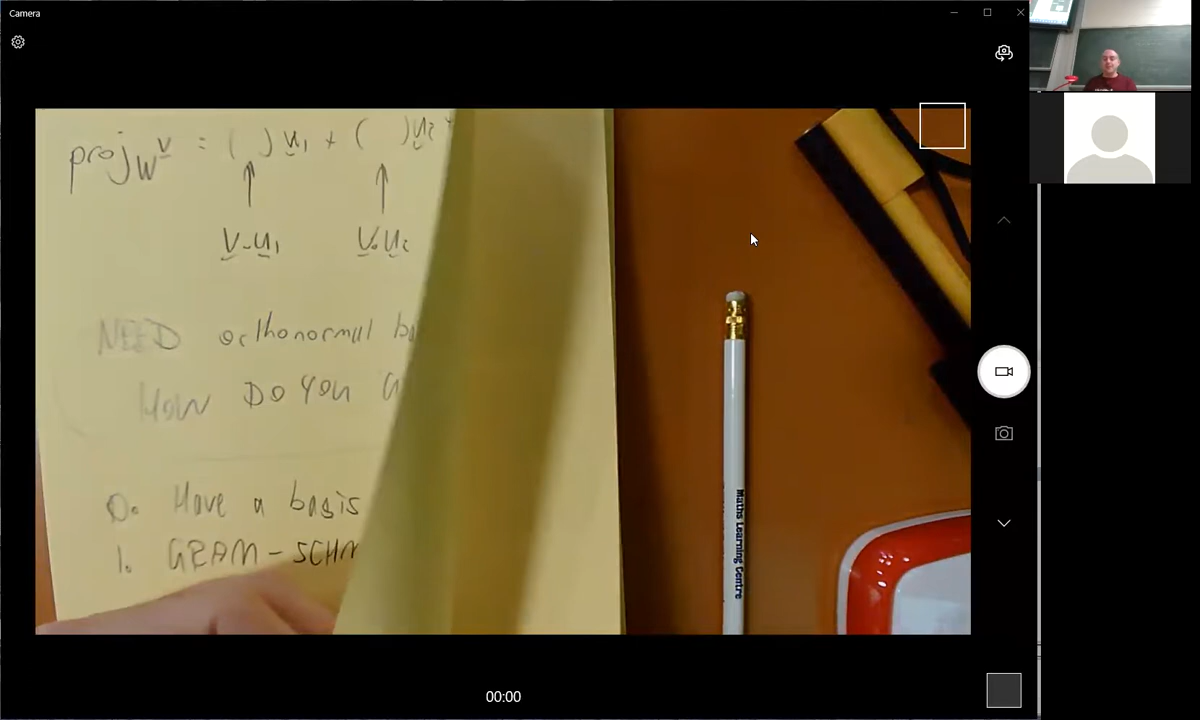 Camera
proj_W v = ( ) u₁ + ( ) u₂
v · u₁ v · u₂
NEED orthonormal
HOW DO YOU
0. Have a basis
1. GRAM - SCHM
Maths Learning Centre
00:00